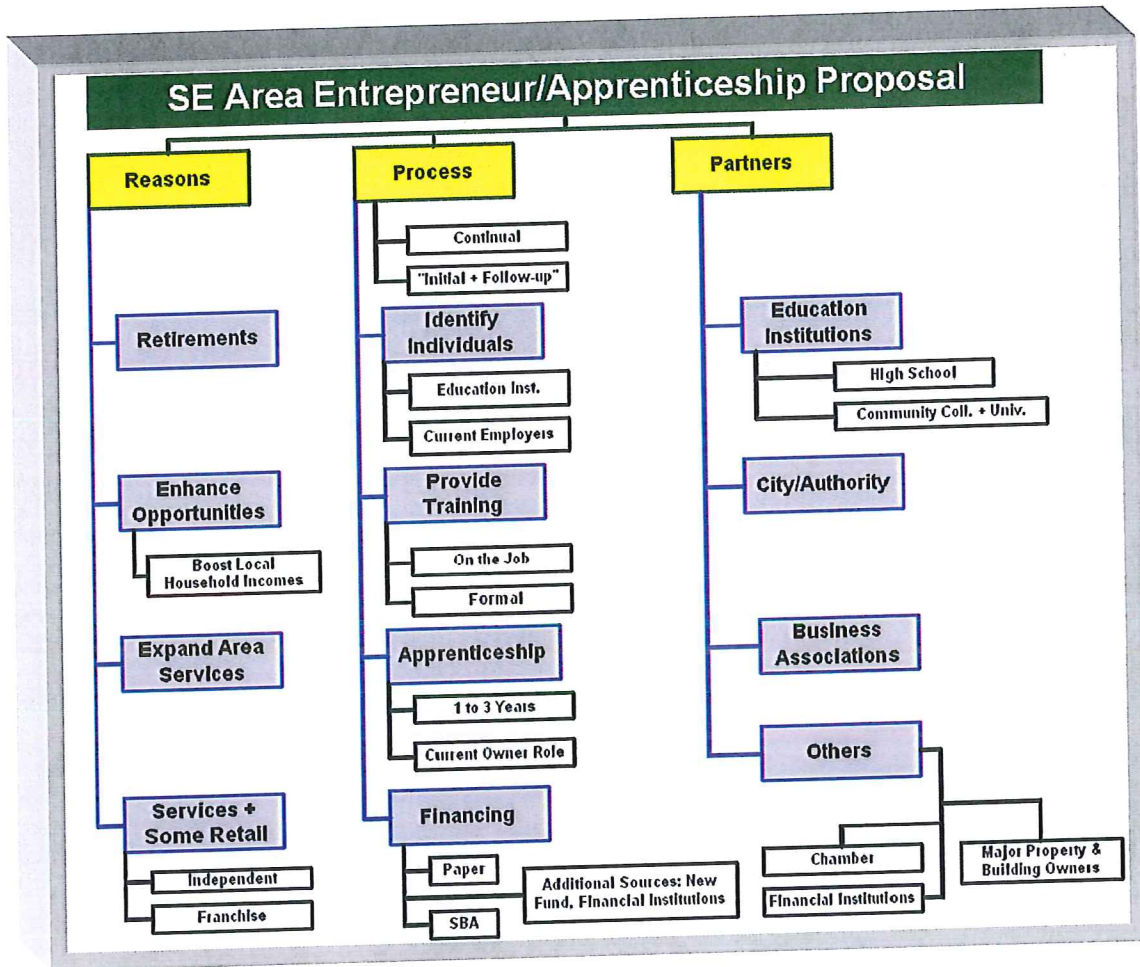 SE Area Entrepreneur/Apprenticeship Proposal
Reasons
Retirements
Enhance
Opportunities
Boost Local
Household Incomes
Expand Area
Services
Services +
Some Retail
Independent
Franchise
Process
Continual
"Initial + Follow-up"
Identify
Individuals
Education Inst.
Current Employers
Provide
Training
On the Job
Formal
Apprenticeship
1 to 3 Years
Current Owner Role
Financing
Paper
Additional Sources: New
Fund, Financial Institutions
SBA
Partners
Education
Institutions
High School
Community Coll. + Univ.
City/Authority
Business
Associations
Others
Chamber
Financial Institutions
Major Property &
Building Owners